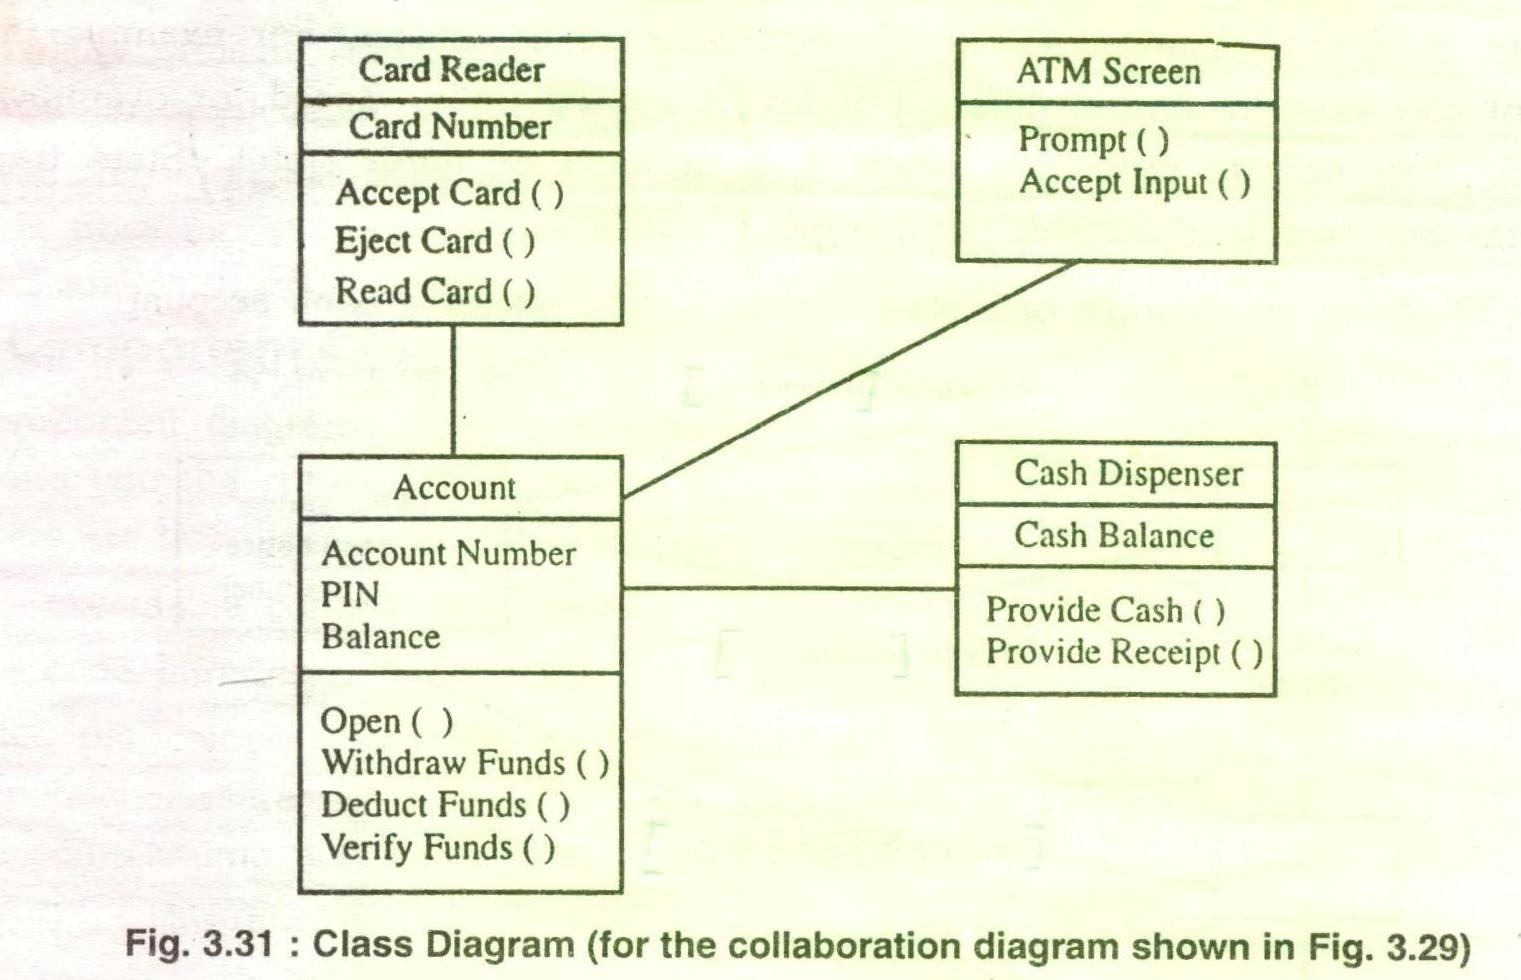 Card Reader
Card Number
Accept Card ( )
Eject Card ( )
Read Card ( )
ATM Screen
Prompt ( )
Accept Input ( )
Account
Account Number
PIN
Balance
Open ( )
Withdraw Funds ( )
Deduct Funds ( )
Verify Funds ( )
Cash Dispenser
Cash Balance
Provide Cash ( )
Provide Receipt ( )
Fig. 3.31 : Class Diagram (for the collaboration diagram shown in Fig. 3.29)